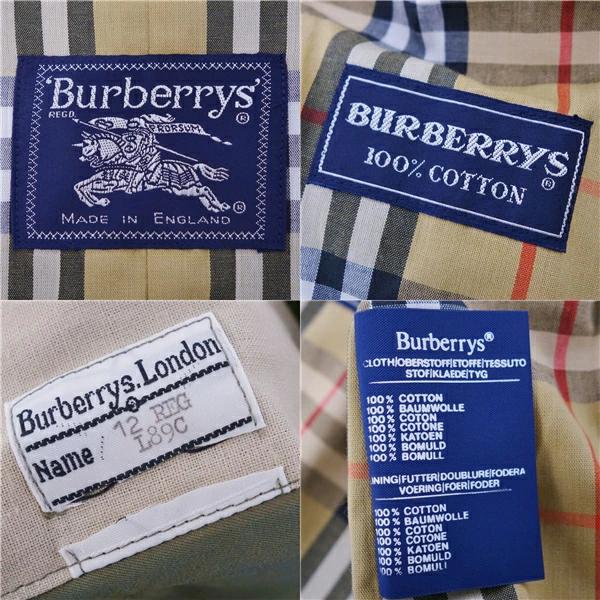 'Burberrys'
REGD.
PRORSUM
®
MADE IN ENGLAND
BURBERRYS
®
100% COTTON
Burberrys.London
12 REG
Name
L89C
Burberrys®
CLOTH|OBERSTOFF|ETOFFE|TESSUTO
STOF|KLAEDE|TYG
100% COTTON
100% BAUMWOLLE
100% COTON
100% COTONE
100% KATOEN
100% BOMULD
100% BOMULL
INING|FUTTER|DOUBLURE|FODERA
VOERING|FOER|FODER
100% COTTON
100% BAUMWOLLE
100% COTON
100% COTONE
100% KATOEN
100% BOMULD
100% BOMULL